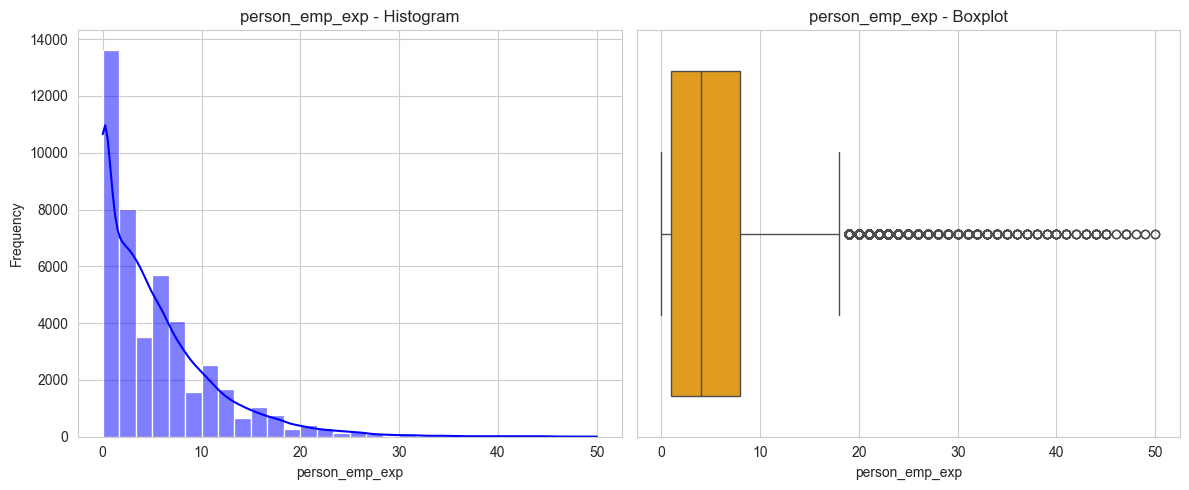 person_emp_exp - Histogram
14000
12000
10000
8000
6000
4000
2000
0
Frequency
0 10 20 30 40 50
person_emp_exp
person_emp_exp - Boxplot
0 10 20 30 40 50
person_emp_exp